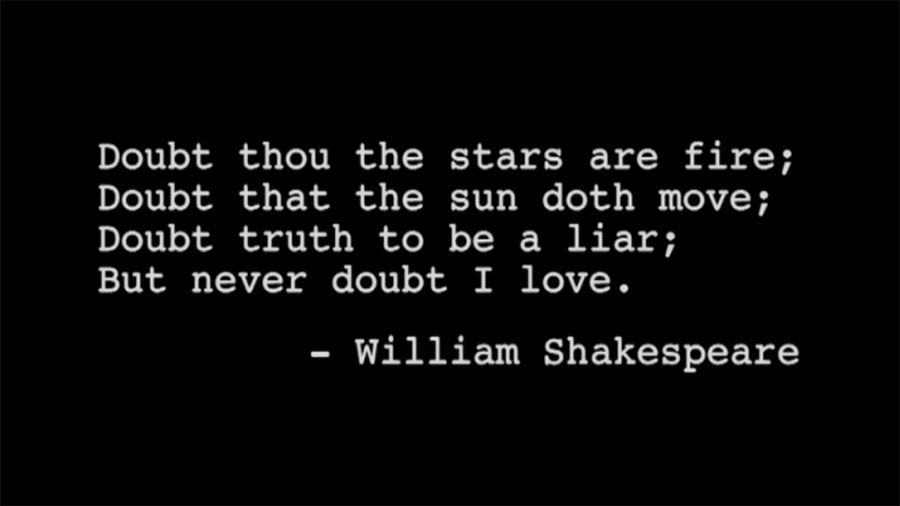 Doubt thou the stars are fire;
Doubt that the sun doth move;
Doubt truth to be a liar;
But never doubt I love.
- William Shakespeare